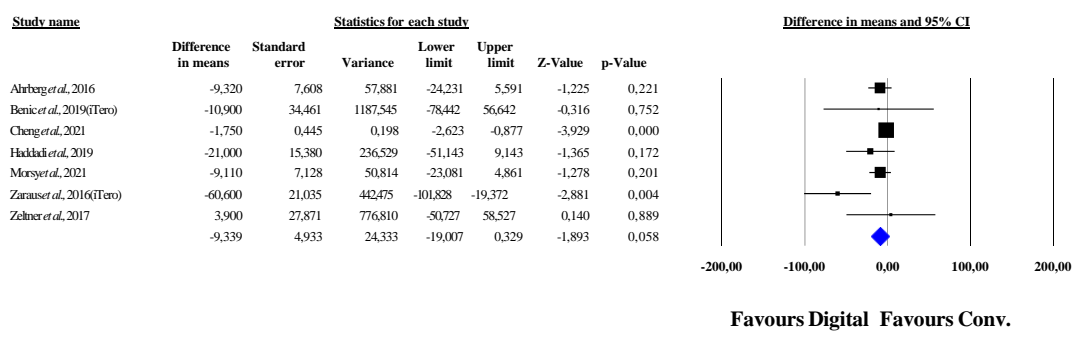 Study name Statistics for each study Difference in means and 95% CI
Difference Standard Lower Upper
in means error Variance limit limit Z-Value p-Value
Ahrberg et al., 2016 -9,320 7,608 57,881 -24,231 5,591 -1,225 0,221
Benic et al., 2019(iTero) -10,900 34,461 1187,545 -78,442 56,642 -0,316 0,752
Cheng et al., 2021 -1,750 0,445 0,198 -2,623 -0,877 -3,929 0,000
Haddadi et al., 2019 -21,000 15,380 236,529 -51,143 9,143 -1,365 0,172
Morsy et al., 2021 -9,110 7,128 50,814 -23,081 4,861 -1,278 0,201
Zaraus et al., 2016(iTero) -60,600 21,035 442,475 -101,828 -19,372 -2,881 0,004
Zeltner et al., 2017 3,900 27,871 776,810 -50,727 58,527 0,140 0,889
-9,339 4,933 24,333 -19,007 0,329 -1,893 0,058
-200,00 -100,00 0,00 100,00 200,00
Favours Digital Favours Conv.